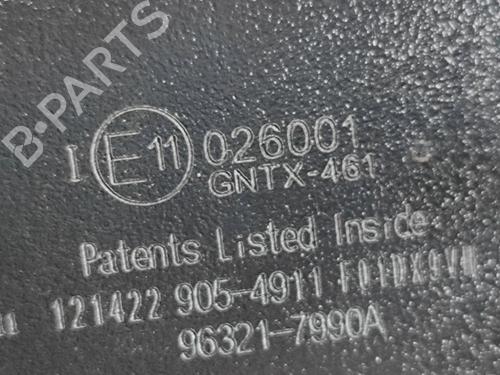 B-PARTS
I E11 026001
GNTX-461
Patents Listed Inside
121422 905-4911
96321-7990A